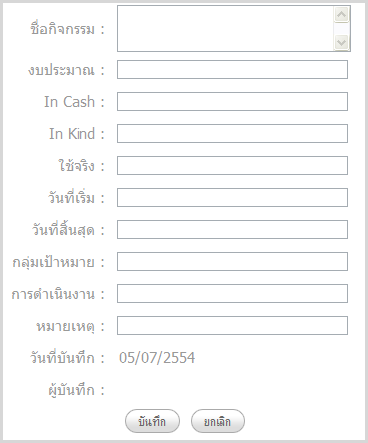 ชื่อกิจกรรม :
งบประมาณ :
In Cash :
In Kind :
ใช้จริง :
วันที่เริ่ม :
วันที่สิ้นสุด :
กลุ่มเป้าหมาย :
การดำเนินงาน :
หมายเหตุ :
วันที่บันทึก : 05/07/2554
ผู้บันทึก :
บันทึก ยกเลิก